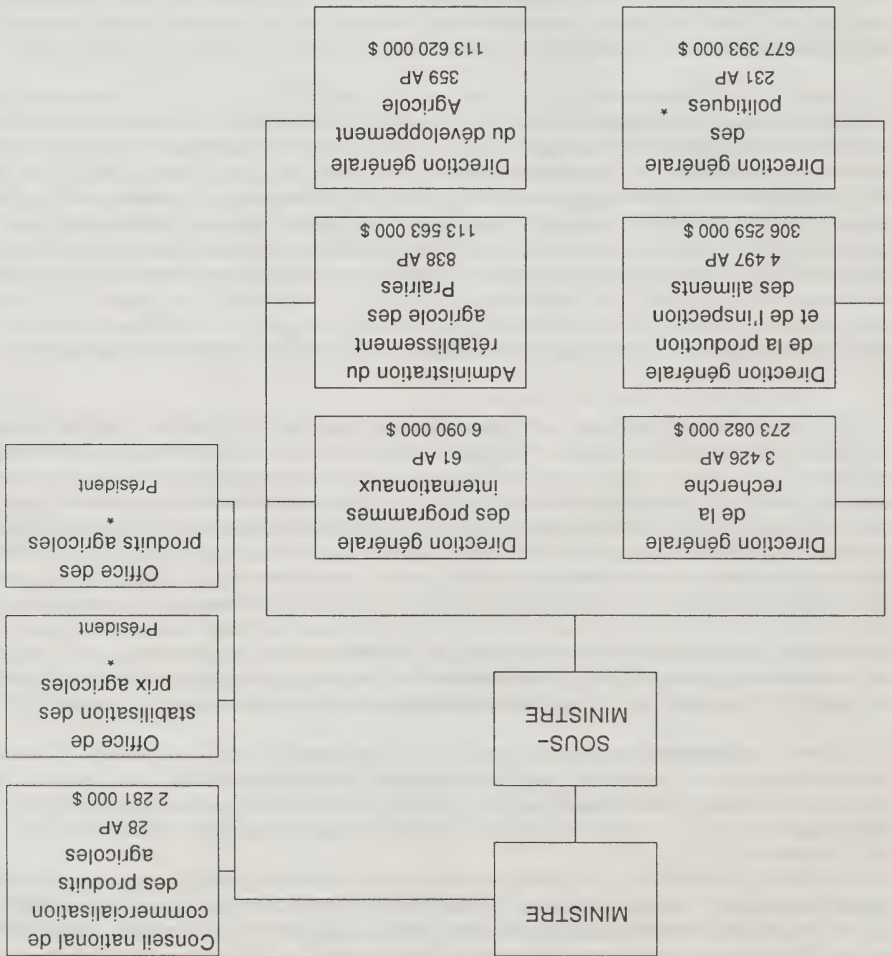 MINISTRE
Conseil national de
commercialisation
des produits
agricoles
28 AP
2 281 000 $
SOUS-
MINISTRE
Office de
stabilisation des
prix agricoles
*
Président
Office des
produits agricoles
*
Président
Direction générale
de la
recherche
3 426 AP
273 082 000 $
Direction générale
des programmes
internationaux
61 AP
6 090 000 $
Direction générale
de la production
et de l'inspection
des aliments
4 497 AP
306 259 000 $
Administration du
rétablissement
agricole des
Prairies
838 AP
113 563 000 $
Direction générale
des
politiques *
231 AP
677 393 000 $
Direction générale
du développement
Agricole
359 AP
113 620 000 $